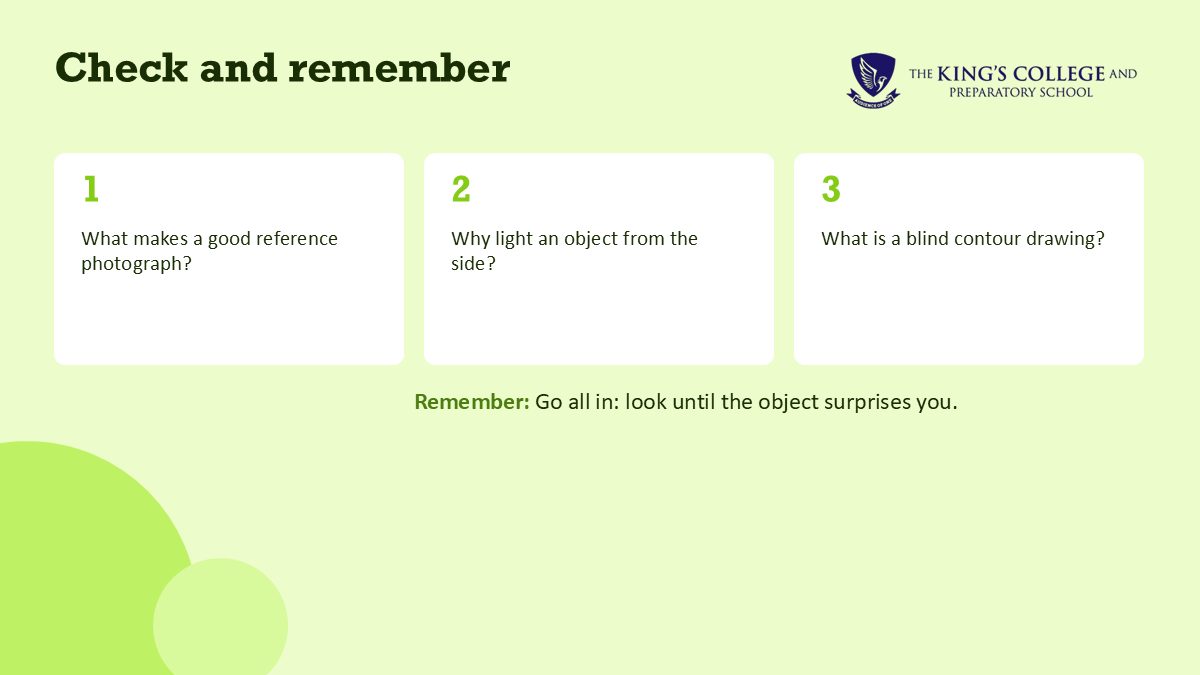 Check and remember
THE KING'S COLLEGE AND
PREPARATORY SCHOOL
1
What makes a good reference
photograph?
2
Why light an object from the
side?
3
What is a blind contour drawing?
Remember: Go all in: look until the object surprises you.